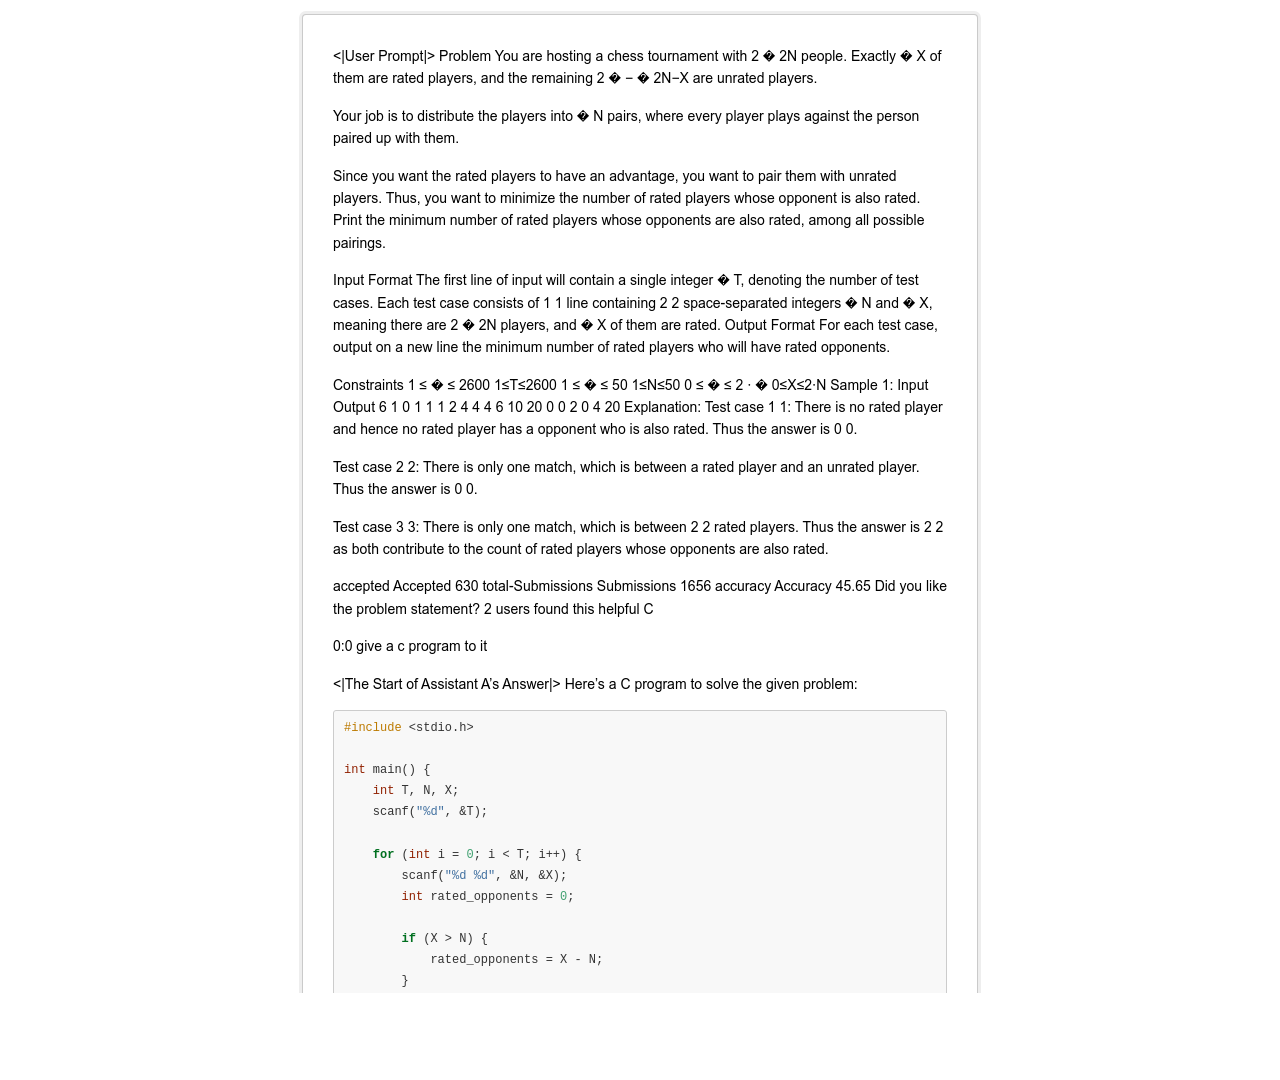 <|User Prompt|> Problem You are hosting a chess tournament with 2 � 2N people. Exactly � X of
them are rated players, and the remaining 2 � − � 2N−X are unrated players.
Your job is to distribute the players into � N pairs, where every player plays against the person
paired up with them.
Since you want the rated players to have an advantage, you want to pair them with unrated
players. Thus, you want to minimize the number of rated players whose opponent is also rated.
Print the minimum number of rated players whose opponents are also rated, among all possible
pairings.
Input Format The first line of input will contain a single integer � T, denoting the number of test
cases. Each test case consists of 1 1 line containing 2 2 space-separated integers � N and � X,
meaning there are 2 � 2N players, and � X of them are rated. Output Format For each test case,
output on a new line the minimum number of rated players who will have rated opponents.
Constraints 1 ≤ � ≤ 2600 1≤T≤2600 1 ≤ � ≤ 50 1≤N≤50 0 ≤ � ≤ 2 ⋅ � 0≤X≤2⋅N Sample 1: Input
Output 6 1 0 1 1 1 2 4 4 4 6 10 20 0 0 2 0 4 20 Explanation: Test case 1 1: There is no rated player
and hence no rated player has a opponent who is also rated. Thus the answer is 0 0.
Test case 2 2: There is only one match, which is between a rated player and an unrated player.
Thus the answer is 0 0.
Test case 3 3: There is only one match, which is between 2 2 rated players. Thus the answer is 2 2
as both contribute to the count of rated players whose opponents are also rated.
accepted Accepted 630 total-Submissions Submissions 1656 accuracy Accuracy 45.65 Did you like
the problem statement? 2 users found this helpful C
0:0 give a c program to it
<|The Start of Assistant A’s Answer|> Here’s a C program to solve the given problem:
#include <stdio.h>
int main() {
    int T, N, X;
    scanf("%d", &T);
    for (int i = 0; i < T; i++) {
        scanf("%d %d", &N, &X);
        int rated_opponents = 0;
        if (X > N) {
            rated_opponents = X - N;
        }